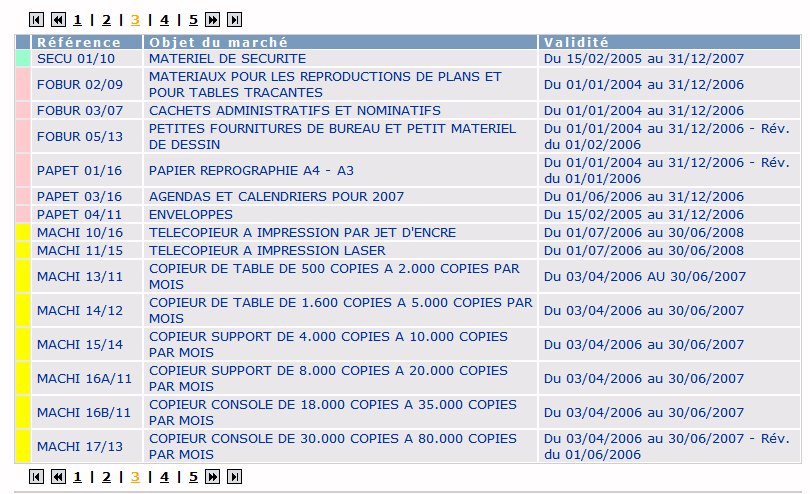 1 | 2 | 3 | 4 | 5
Référence Objet du marché Validité
SECU 01/10 MATERIEL DE SECURITE Du 15/02/2005 au 31/12/2007
FOBUR 02/09 MATERIAUX POUR LES REPRODUCTIONS DE PLANS ET
POUR TABLES TRACANTES Du 01/01/2004 au 31/12/2006
FOBUR 03/07 CACHETS ADMINISTRATIFS ET NOMINATIFS Du 01/01/2004 au 31/12/2006
FOBUR 05/13 PETITES FOURNITURES DE BUREAU ET PETIT MATERIEL
DE DESSIN Du 01/01/2004 au 31/12/2006 - Rév.
du 01/02/2006
PAPET 01/16 PAPIER REPROGRAPHIE A4 - A3 Du 01/01/2004 au 31/12/2006 - Rév.
du 01/01/2006
PAPET 03/16 AGENDAS ET CALENDRIERS POUR 2007 Du 01/06/2006 au 31/12/2006
PAPET 04/11 ENVELOPPES Du 15/02/2005 au 31/12/2006
MACHI 10/16 TELECOPIEUR A IMPRESSION PAR JET D'ENCRE Du 01/07/2006 au 30/06/2008
MACHI 11/15 TELECOPIEUR A IMPRESSION LASER Du 01/07/2006 au 30/06/2008
MACHI 13/11 COPIEUR DE TABLE DE 500 COPIES A 2.000 COPIES PAR
MOIS Du 03/04/2006 AU 30/06/2007
MACHI 14/12 COPIEUR DE TABLE DE 1.600 COPIES A 5.000 COPIES PAR
MOIS Du 03/04/2006 au 30/06/2007
MACHI 15/14 COPIEUR SUPPORT DE 4.000 COPIES A 10.000 COPIES
PAR MOIS Du 03/04/2006 au 30/06/2007
MACHI 16A/11 COPIEUR SUPPORT DE 8.000 COPIES A 20.000 COPIES
PAR MOIS Du 03/04/2006 au 30/06/2007
MACHI 16B/11 COPIEUR CONSOLE DE 18.000 COPIES A 35.000 COPIES
PAR MOIS Du 03/04/2006 au 30/06/2007
MACHI 17/13 COPIEUR CONSOLE DE 30.000 COPIES A 80.000 COPIES
PAR MOIS Du 03/04/2006 au 30/06/2007 - Rév.
du 01/06/2006
1 | 2 | 3 | 4 | 5